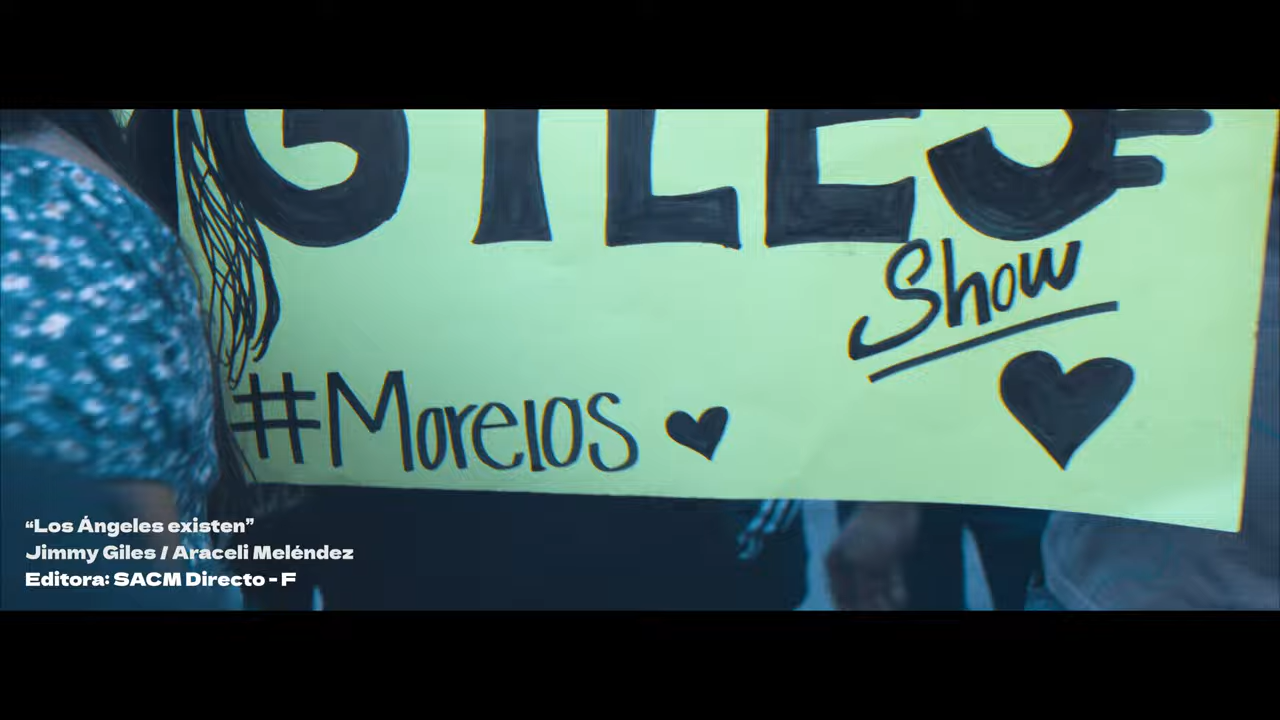 GILES
Show
#Morelos
“Los Ángeles existen”
Jimmy Giles / Araceli Meléndez
Editora: SACM Directo - F